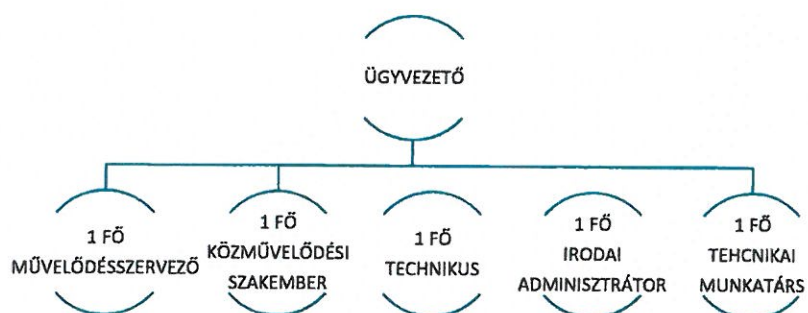 ÜGYVEZETŐ
1 FŐ
MŰVELŐDÉSSZERVEZŐ
1 FŐ
KÖZMŰVELŐDÉSI
SZAKEMBER
1 FŐ
TECHNIKUS
1 FŐ
IRODAI
ADMINISZTRÁTOR
1 FŐ
TEHCNIKAI
MUNKATÁRS